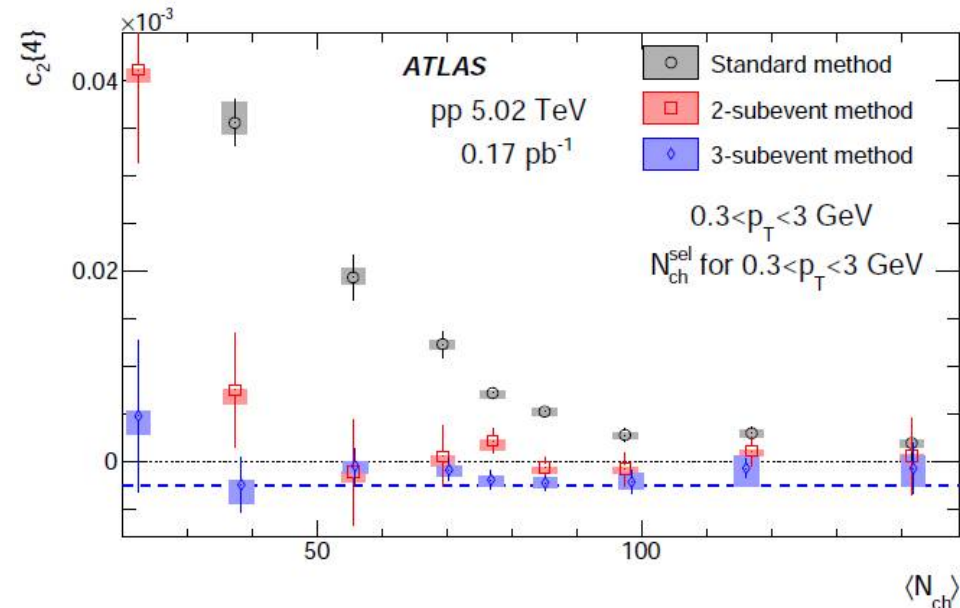 ×10⁻³
c₂{4}
ATLAS
pp 5.02 TeV
0.17 pb⁻¹
Standard method
2-subevent method
3-subevent method
0.3<p_T<3 GeV
N_ch^sel for 0.3<p_T<3 GeV
0.04
0.02
0
50
100
⟨N_ch⟩